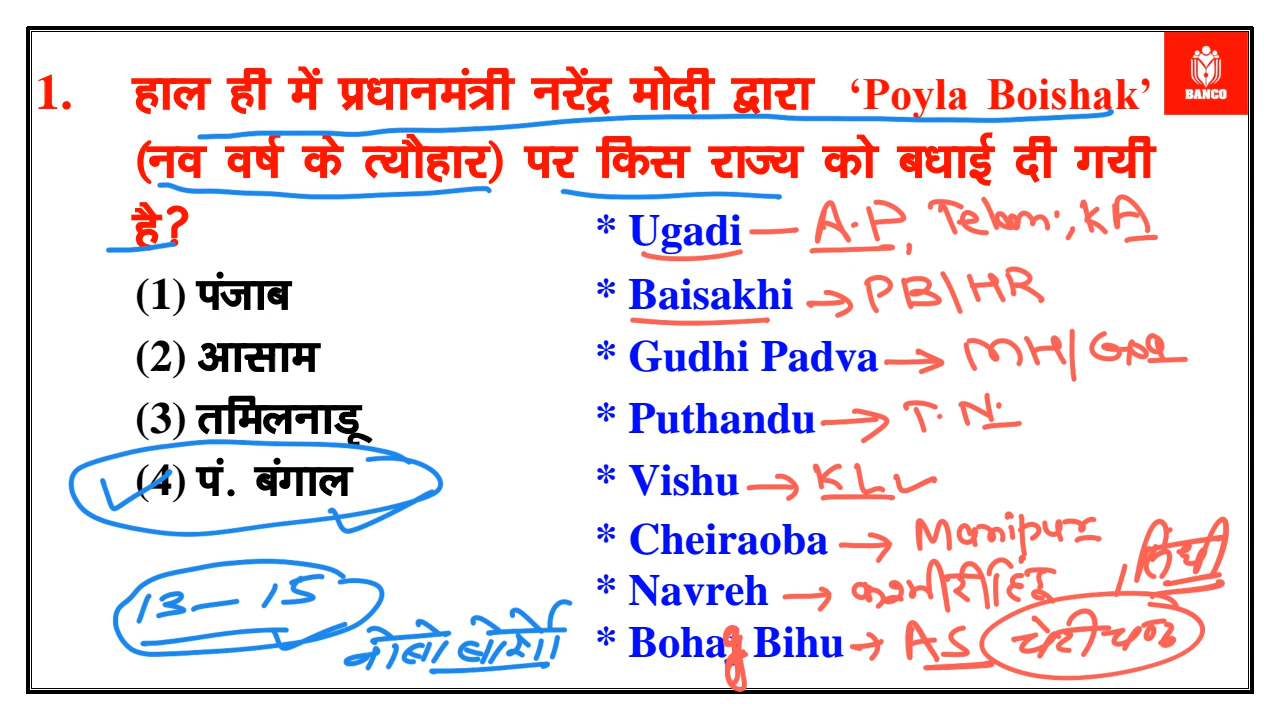 BANCO
1. हाल ही में प्रधानमंत्री नरेंद्र मोदी द्वारा ‘Poyla Boishak’
(नव वर्ष के त्यौहार) पर किस राज्य को बधाई दी गयी
है?
* Ugadi — A.P, Telan., KA
(1) पंजाब
* Baisakhi → PB\HR
(2) आसाम
* Gudhi Padva → MH/Goa
(3) तमिलनाडू
* Puthandu → T. N.
(4) पं. बंगाल
* Vishu → KL
* Cheiraoba → Manipur
* Navreh → कश्मीरी हिंदू
13 — 15
* Bohag Bihu → AS
सिंधी